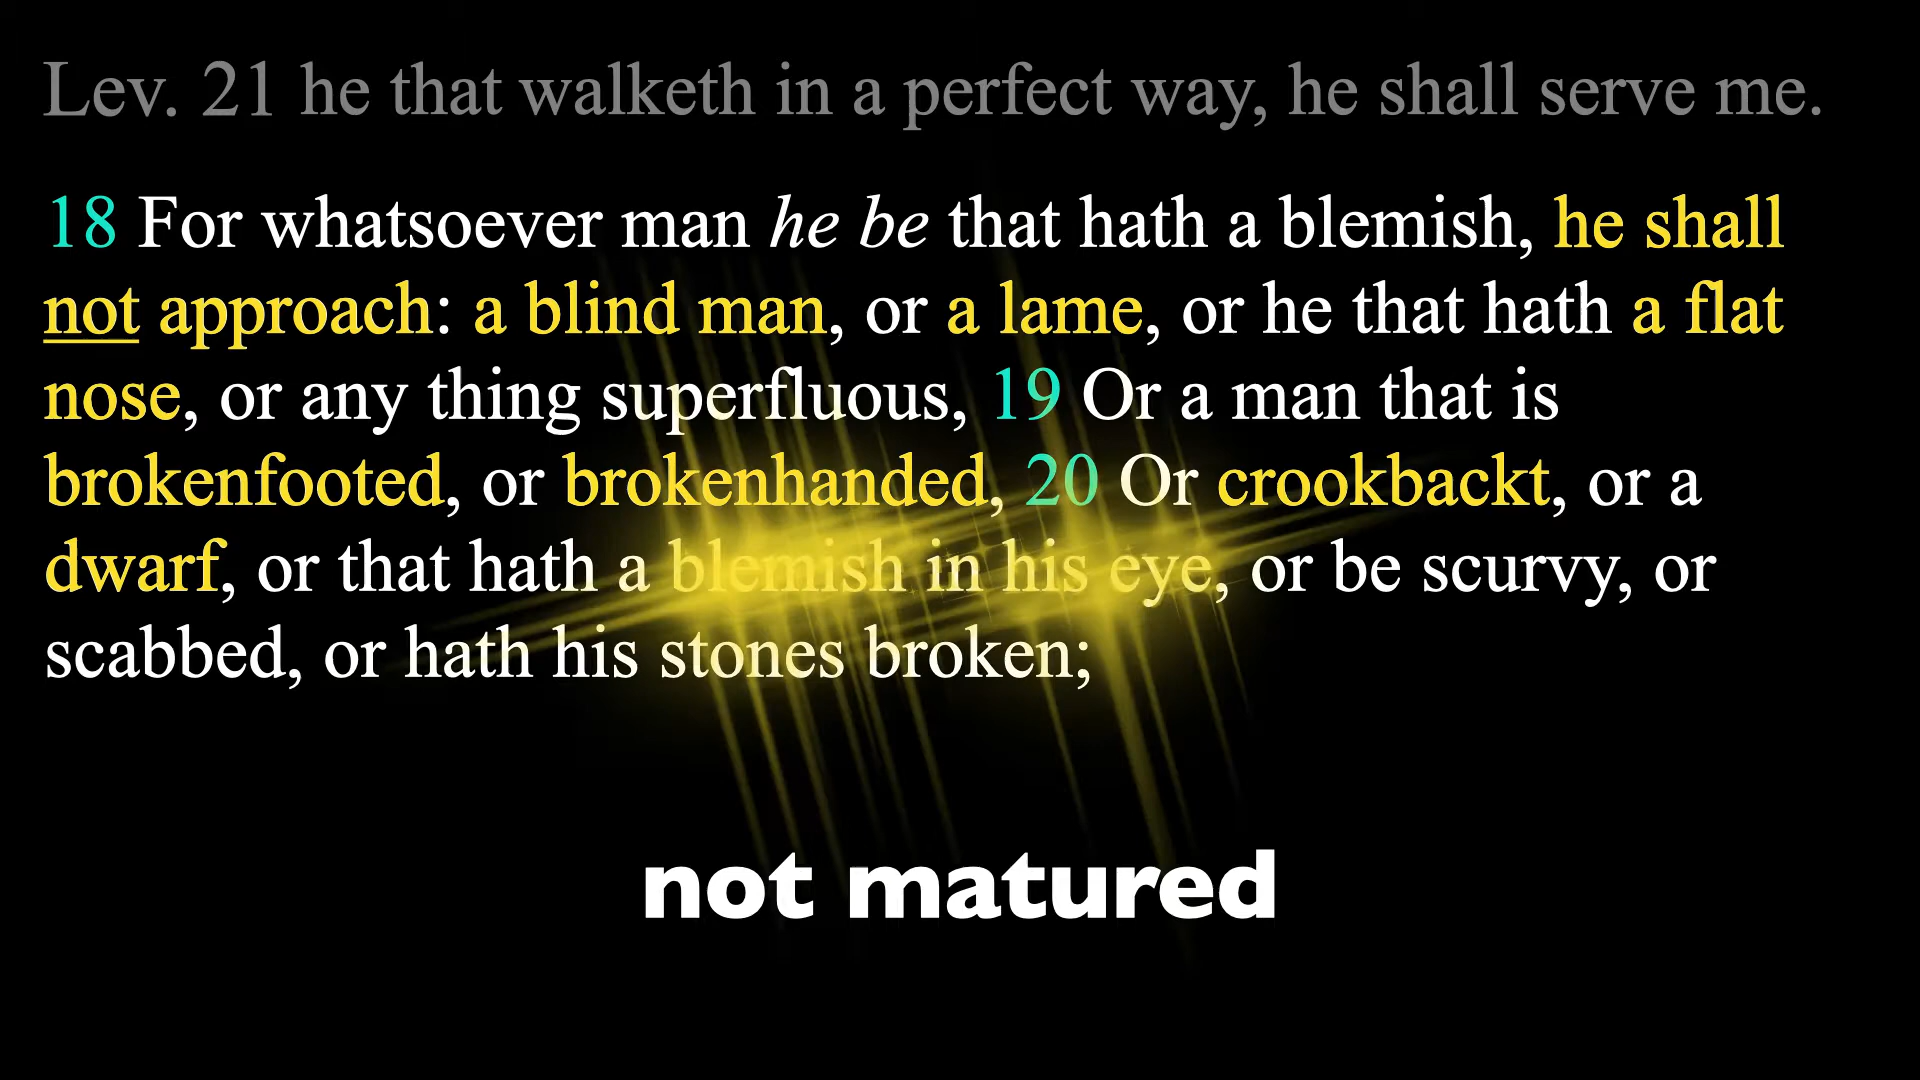 Lev. 21 he that walketh in a perfect way, he shall serve me.
18 For whatsoever man he be that hath a blemish, he shall
not approach: a blind man, or a lame, or he that hath a flat
nose, or any thing superfluous, 19 Or a man that is
brokenfooted, or brokenhanded, 20 Or crookbackt, or a
dwarf, or that hath a blemish in his eye, or be scurvy, or
scabbed, or hath his stones broken;
not matured